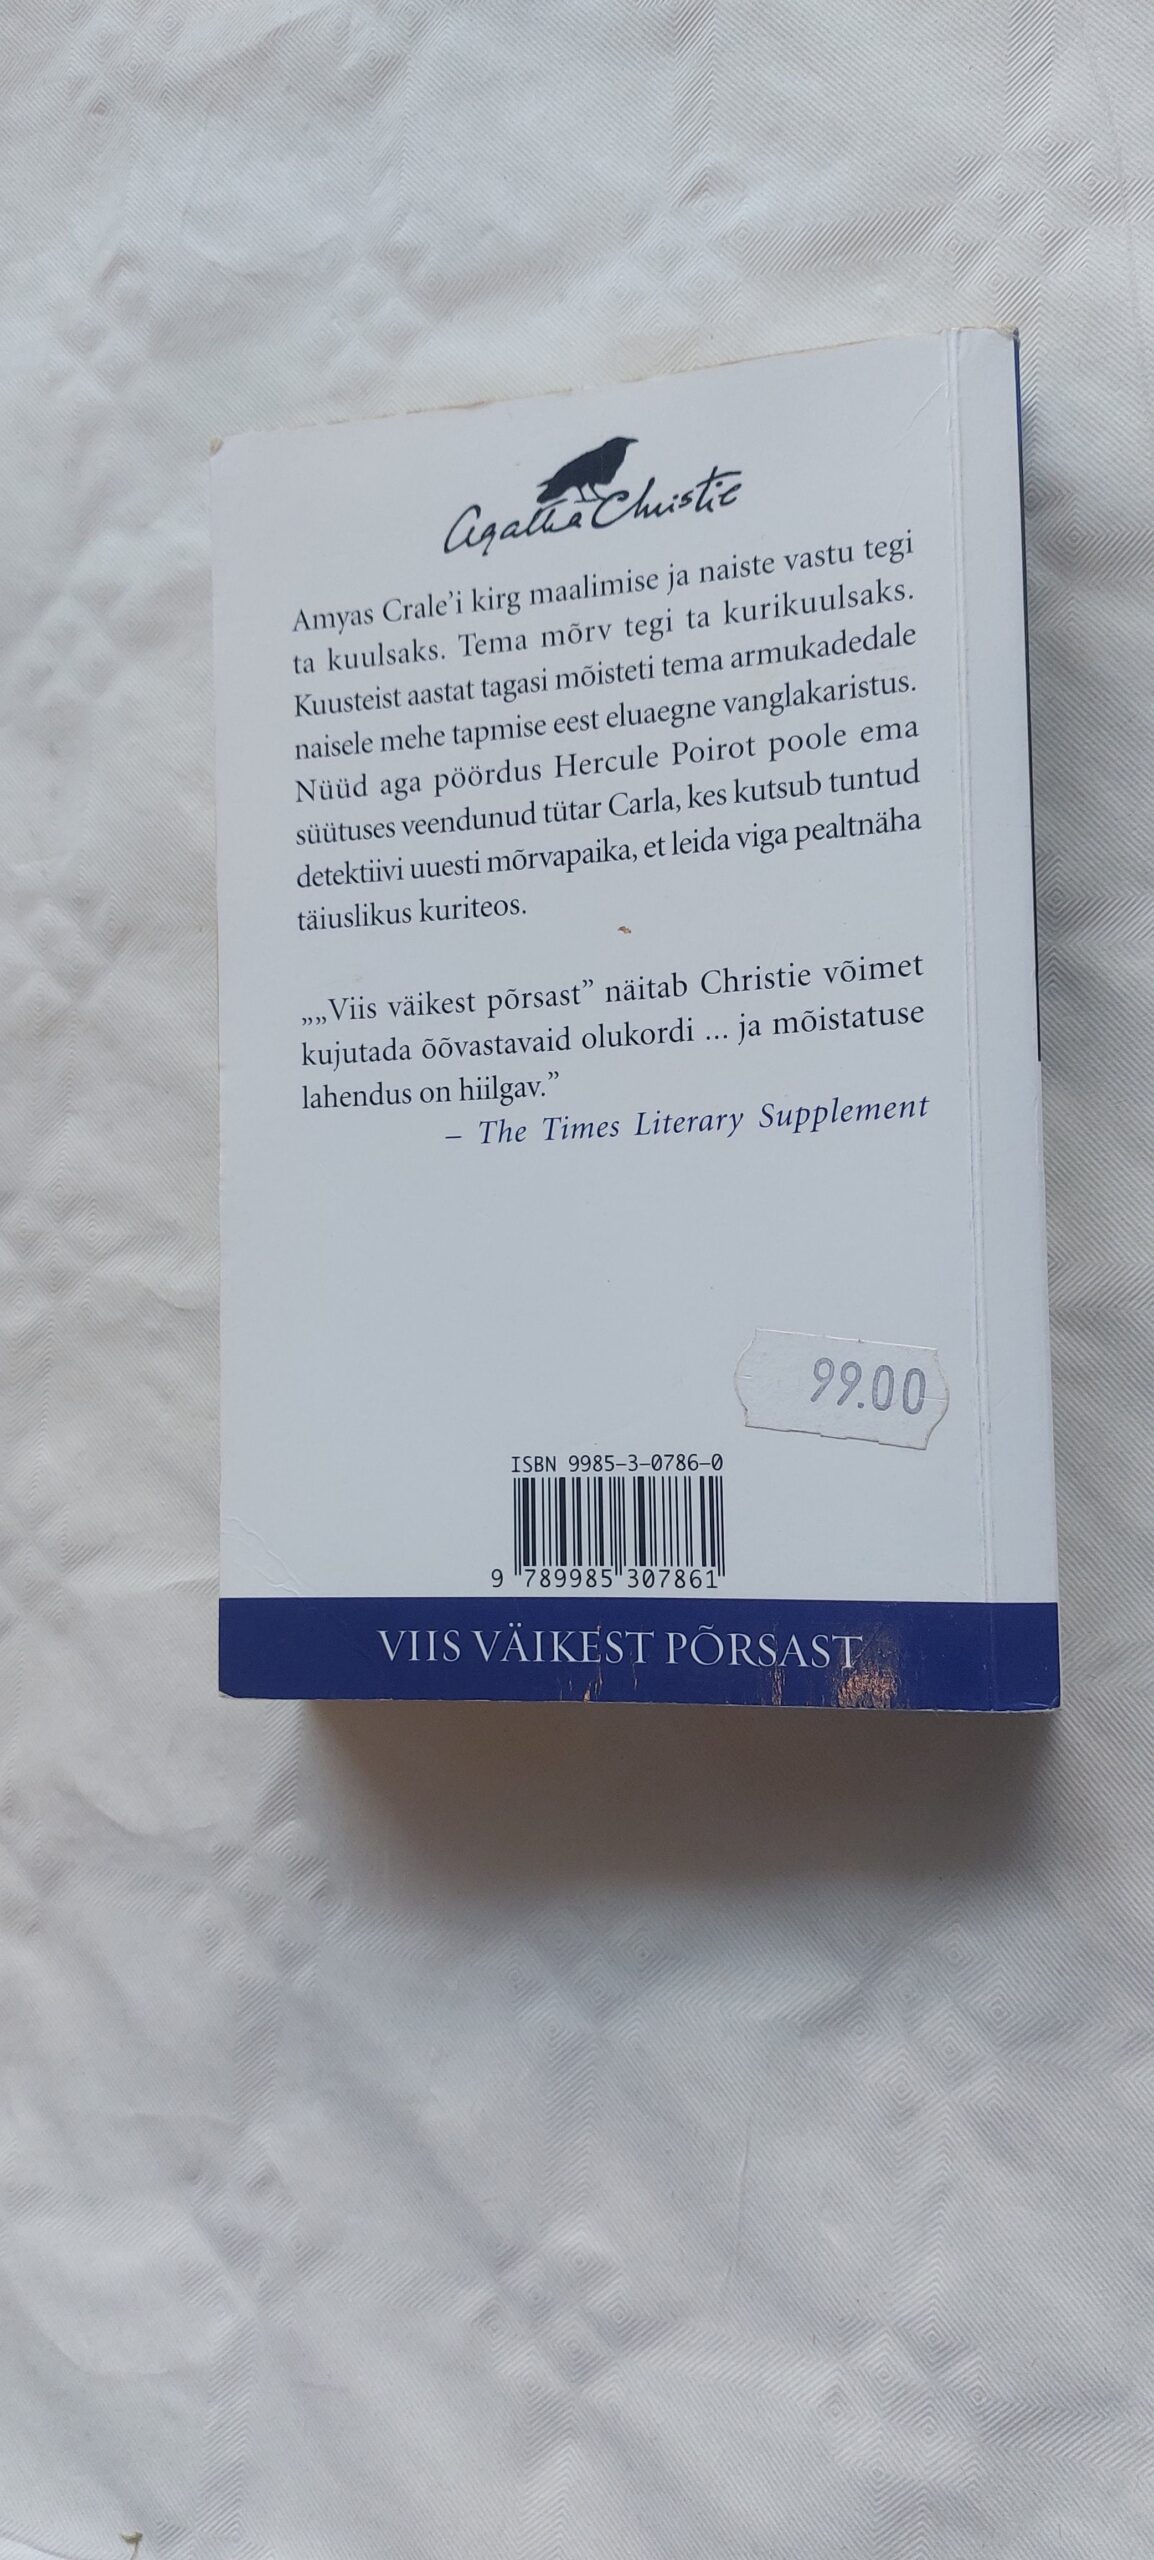 Agatha Christie
Amyas Crale’i kirg maalimise ja naiste vastu tegi
ta kuulsaks. Tema mõrv tegi ta kurikuulsaks.
Kuusteist aastat tagasi mõisteti tema armukadedale
naisele mehe tapmise eest eluaegne vanglakaristus.
Nüüd aga pöördus Hercule Poirot poole ema
süütuses veendunud tütar Carla, kes kutsub tuntud
detektiivi uuesti mõrvapaika, et leida viga pealtnäha
täiuslikus kuriteos.
„„Viis väikest põrsast” näitab Christie võimet
kujutada õõvastavaid olukordi ... ja mõistatuse
lahendus on hiilgav.”
– The Times Literary Supplement
99.00
ISBN 9985–3–0786–0
9 789985 307861
VIIS VÄIKEST PÕRSAST